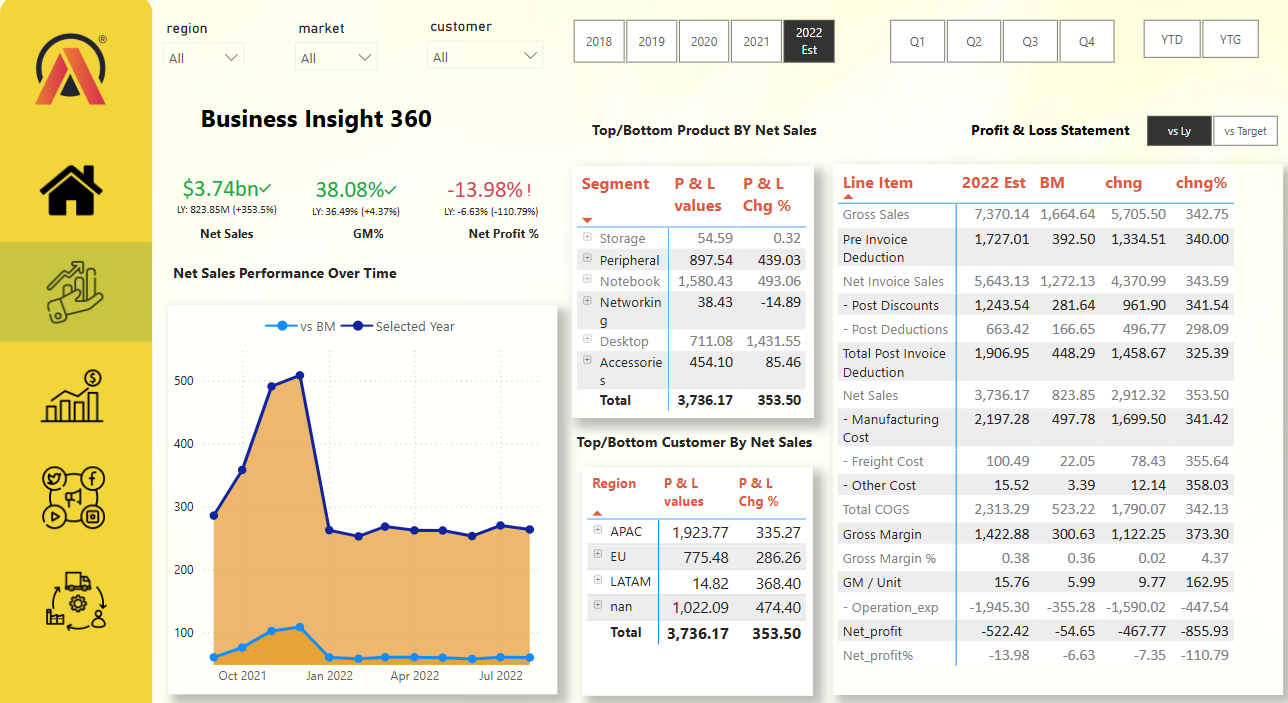 region
market
customer
All
All
All
2018
2019
2020
2021
2022
Est
Q1
Q2
Q3
Q4
YTD
YTG
®
Business Insight 360
Top/Bottom Product BY Net Sales
Profit & Loss Statement
vs Ly
vs Target
$3.74bn
LY: 823.85M (+353.5%)
Net Sales
38.08%
LY: 36.49% (+4.37%)
GM%
-13.98% !
LY: -6.63% (-110.79%)
Net Profit %
Net Sales Performance Over Time
vs BM
Selected Year
500
400
300
200
100
Oct 2021
Jan 2022
Apr 2022
Jul 2022
Segment P & L values P & L Chg %
Storage 54.59 0.32
Peripheral 897.54 439.03
Notebook 1,580.43 493.06
Networkin
g 38.43 -14.89
Desktop 711.08 1,431.55
Accessorie
s 454.10 85.46
Total 3,736.17 353.50
Top/Bottom Customer By Net Sales
Region P & L values P & L Chg %
APAC 1,923.77 335.27
EU 775.48 286.26
LATAM 14.82 368.40
nan 1,022.09 474.40
Total 3,736.17 353.50
Line Item 2022 Est BM chng chng%
Gross Sales 7,370.14 1,664.64 5,705.50 342.75
Pre Invoice
Deduction 1,727.01 392.50 1,334.51 340.00
Net Invoice Sales 5,643.13 1,272.13 4,370.99 343.59
- Post Discounts 1,243.54 281.64 961.90 341.54
- Post Deductions 663.42 166.65 496.77 298.09
Total Post Invoice
Deduction 1,906.95 448.29 1,458.67 325.39
Net Sales 3,736.17 823.85 2,912.32 353.50
- Manufacturing
Cost 2,197.28 497.78 1,699.50 341.42
- Freight Cost 100.49 22.05 78.43 355.64
- Other Cost 15.52 3.39 12.14 358.03
Total COGS 2,313.29 523.22 1,790.07 342.13
Gross Margin 1,422.88 300.63 1,122.25 373.30
Gross Margin % 0.38 0.36 0.02 4.37
GM / Unit 15.76 5.99 9.77 162.95
- Operation_exp -1,945.30 -355.28 -1,590.02 -447.54
Net_profit -522.42 -54.65 -467.77 -855.93
Net_profit% -13.98 -6.63 -7.35 -110.79